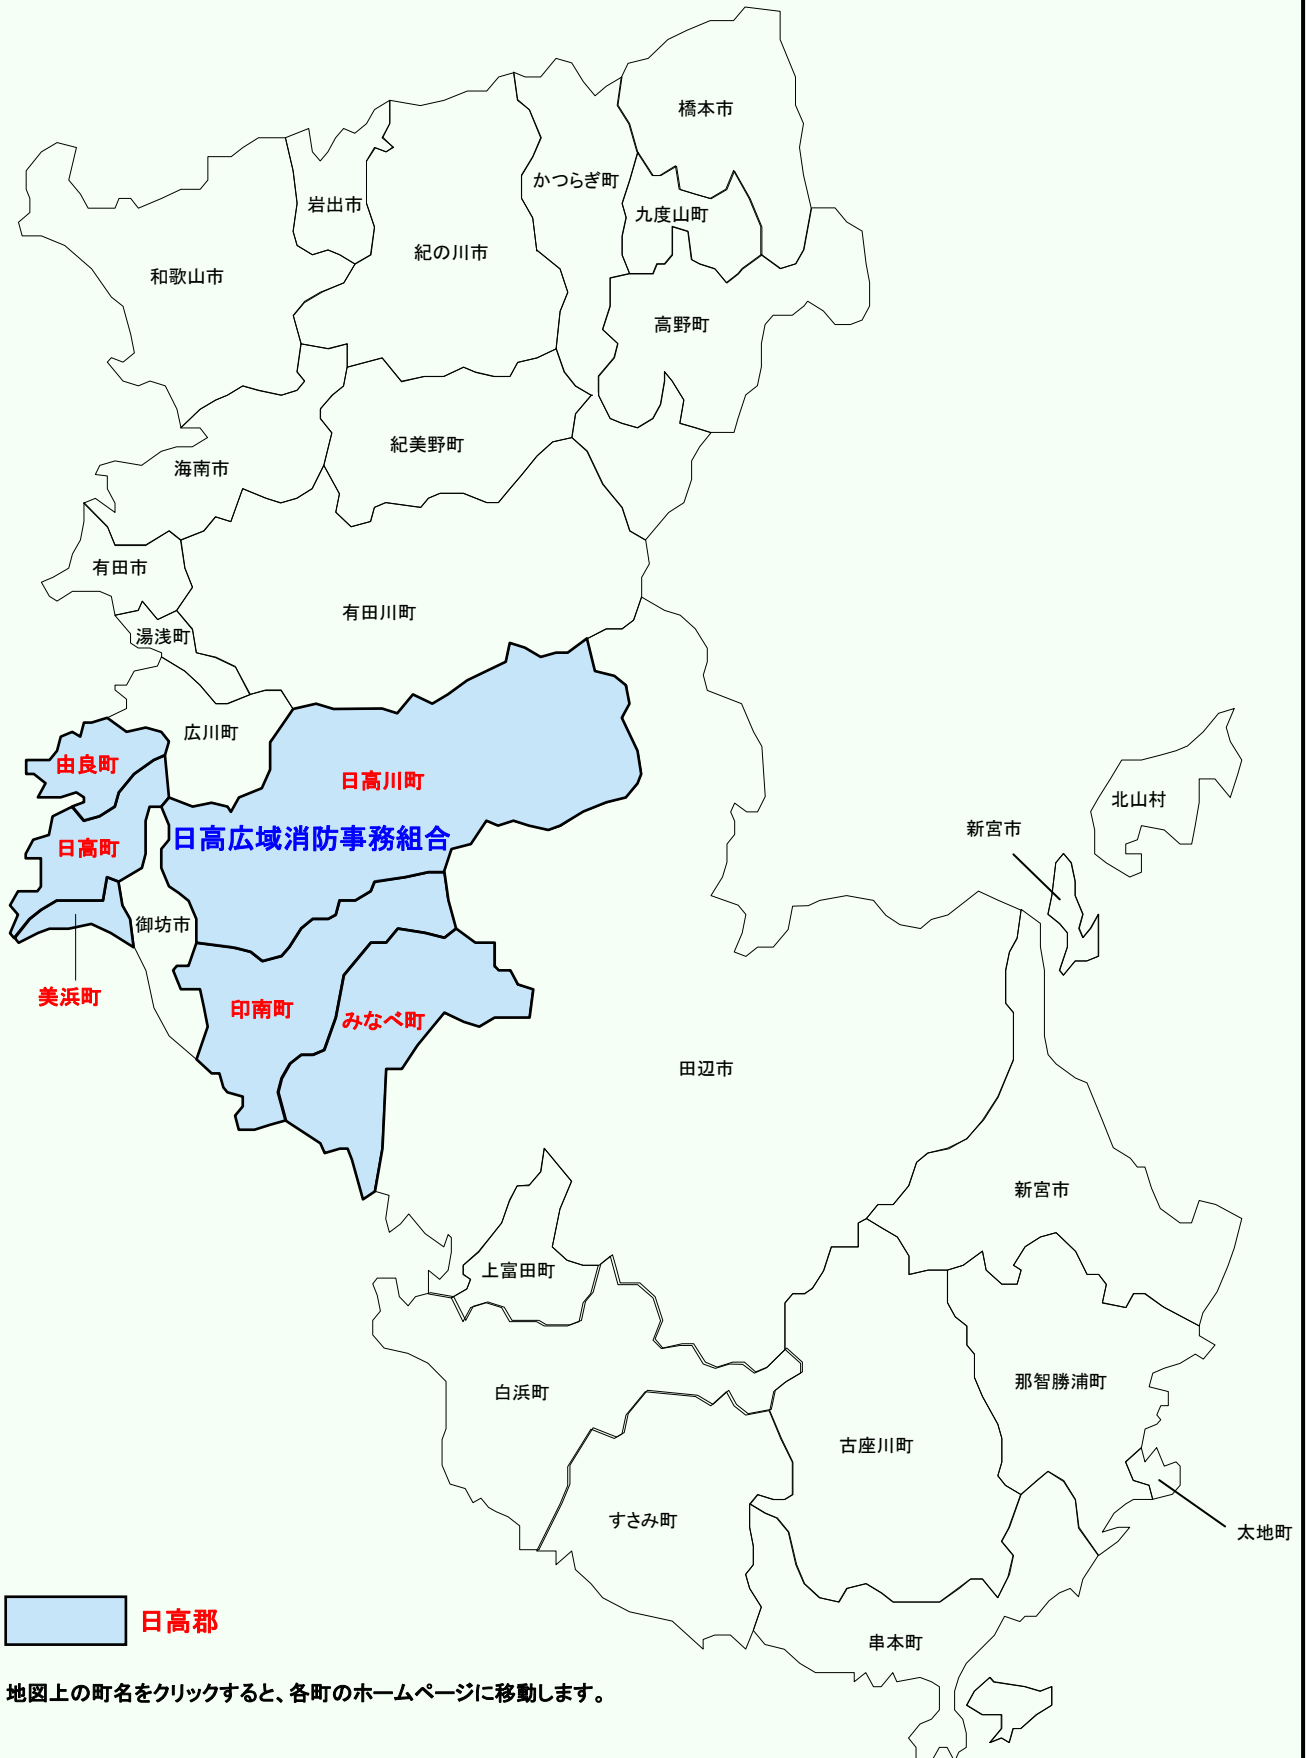 橋本市
かつらぎ町
岩出市
九度山町
紀の川市
和歌山市
高野町
紀美野町
海南市
有田市
有田川町
湯浅町
広川町
由良町
日高川町
北山村
新宮市
日高広域消防事務組合
日高町
御坊市
美浜町
印南町
みなべ町
田辺市
新宮市
上富田町
那智勝浦町
白浜町
古座川町
すさみ町
太地町
日高郡
串本町
地図上の町名をクリックすると、各町のホームページに移動します。